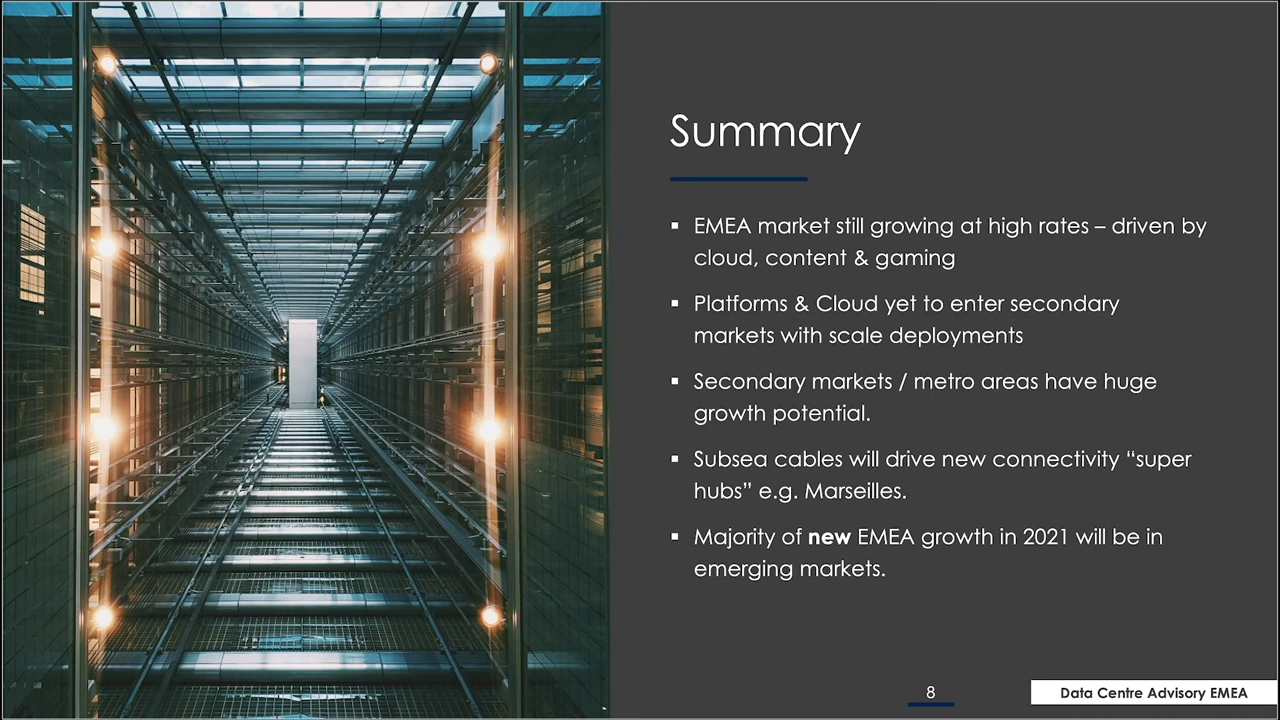 Summary
▪ EMEA market still growing at high rates – driven by
cloud, content & gaming
▪ Platforms & Cloud yet to enter secondary
markets with scale deployments
▪ Secondary markets / metro areas have huge
growth potential.
▪ Subsea cables will drive new connectivity “super
hubs” e.g. Marseilles.
▪ Majority of new EMEA growth in 2021 will be in
emerging markets.
8
Data Centre Advisory EMEA